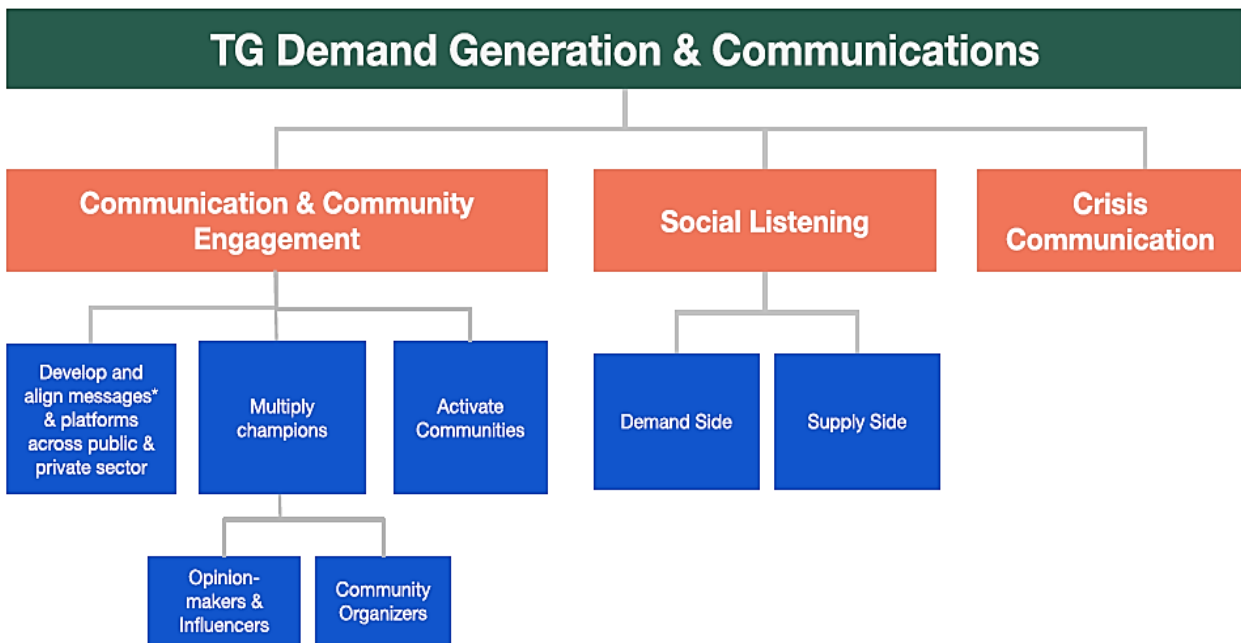 TG Demand Generation & Communications
Communication & Community
Engagement
Social Listening
Crisis
Communication
Develop and
align messages*
& platforms
across public &
private sector
Multiply
champions
Activate
Communities
Demand Side
Supply Side
Opinion-
makers &
Influencers
Community
Organizers